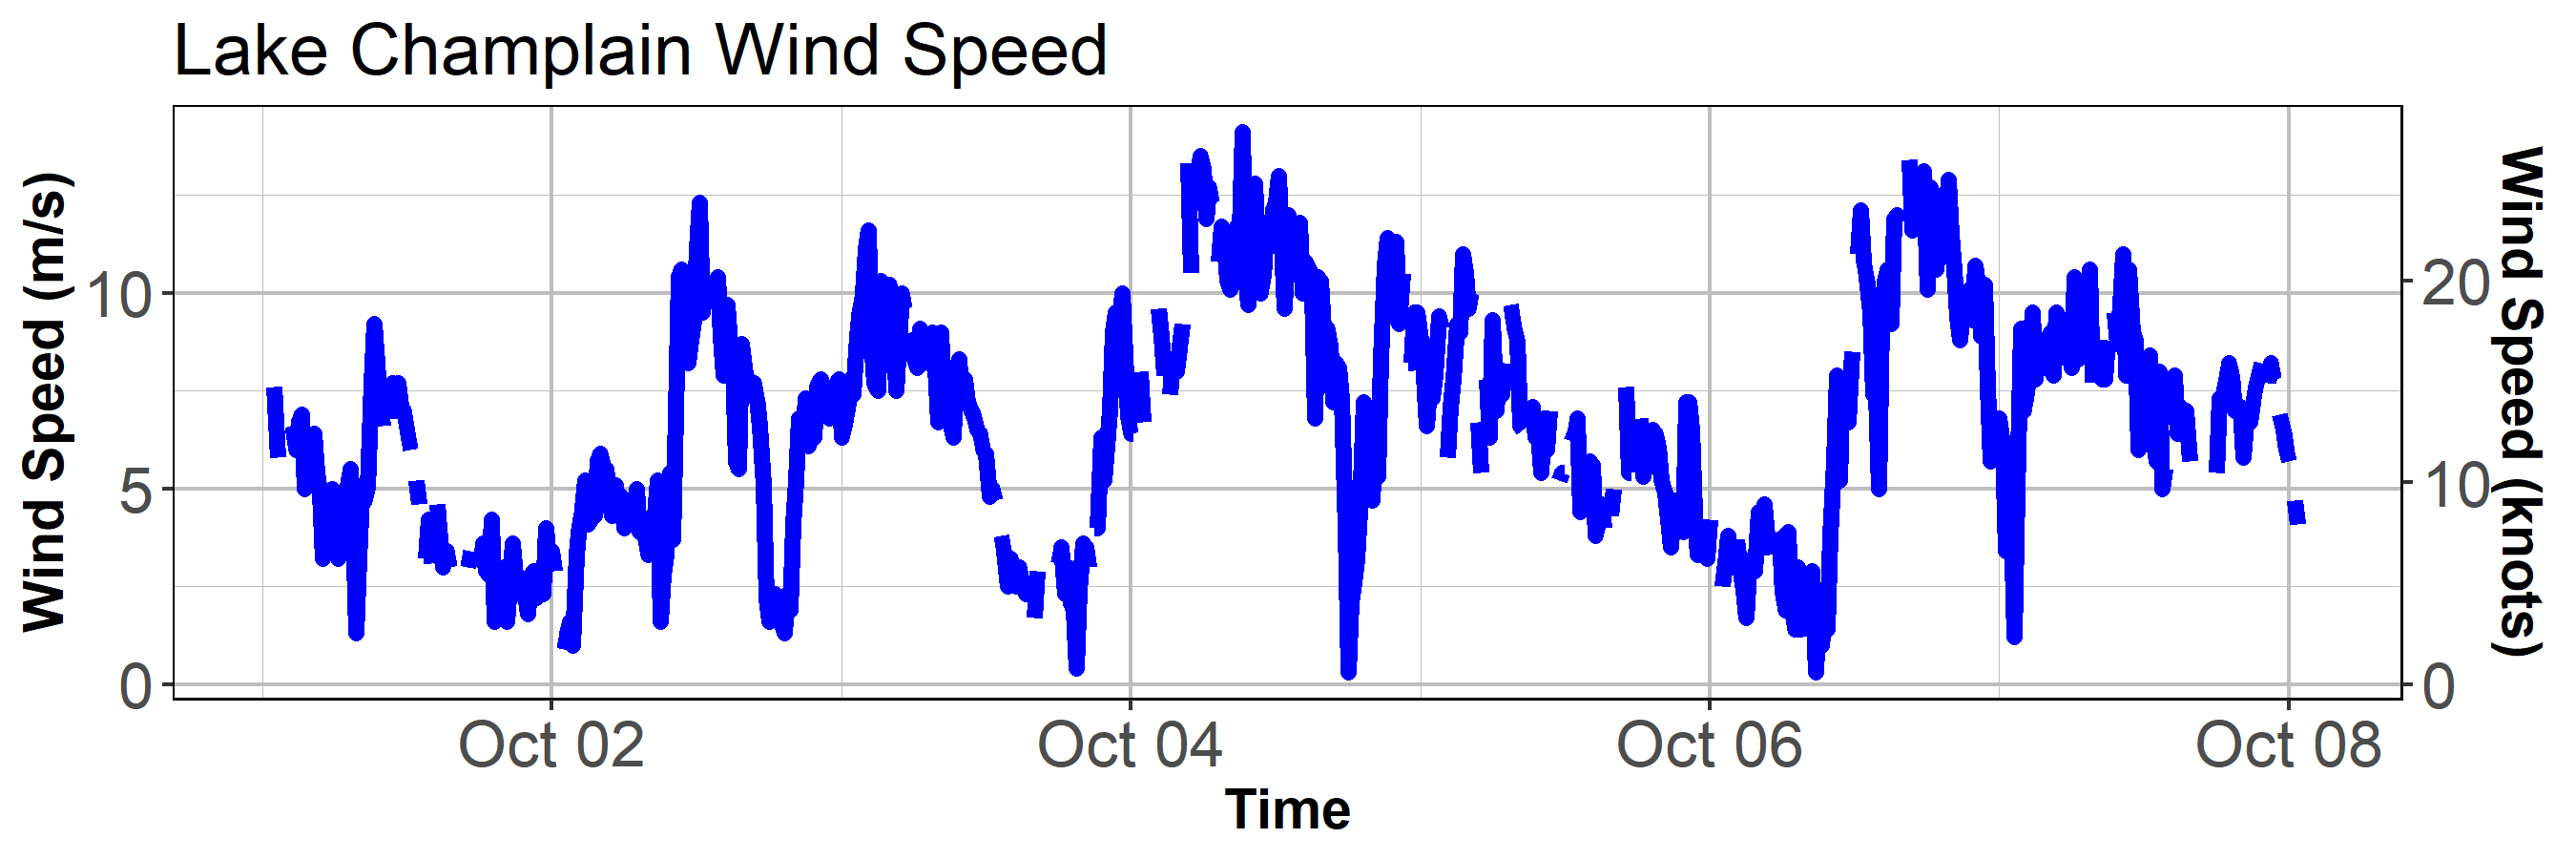 Lake Champlain Wind Speed
Wind Speed (m/s)
10
5
0
Wind Speed (knots)
20
10
0
Oct 02
Oct 04
Oct 06
Oct 08
Time